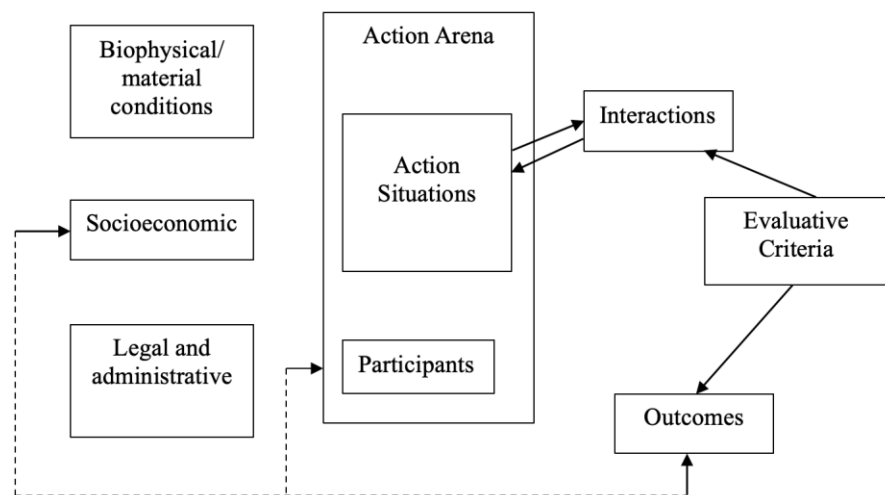 Biophysical/
material
conditions
Socioeconomic
Legal and
administrative
Action Arena
Action
Situations
Participants
Interactions
Evaluative
Criteria
Outcomes